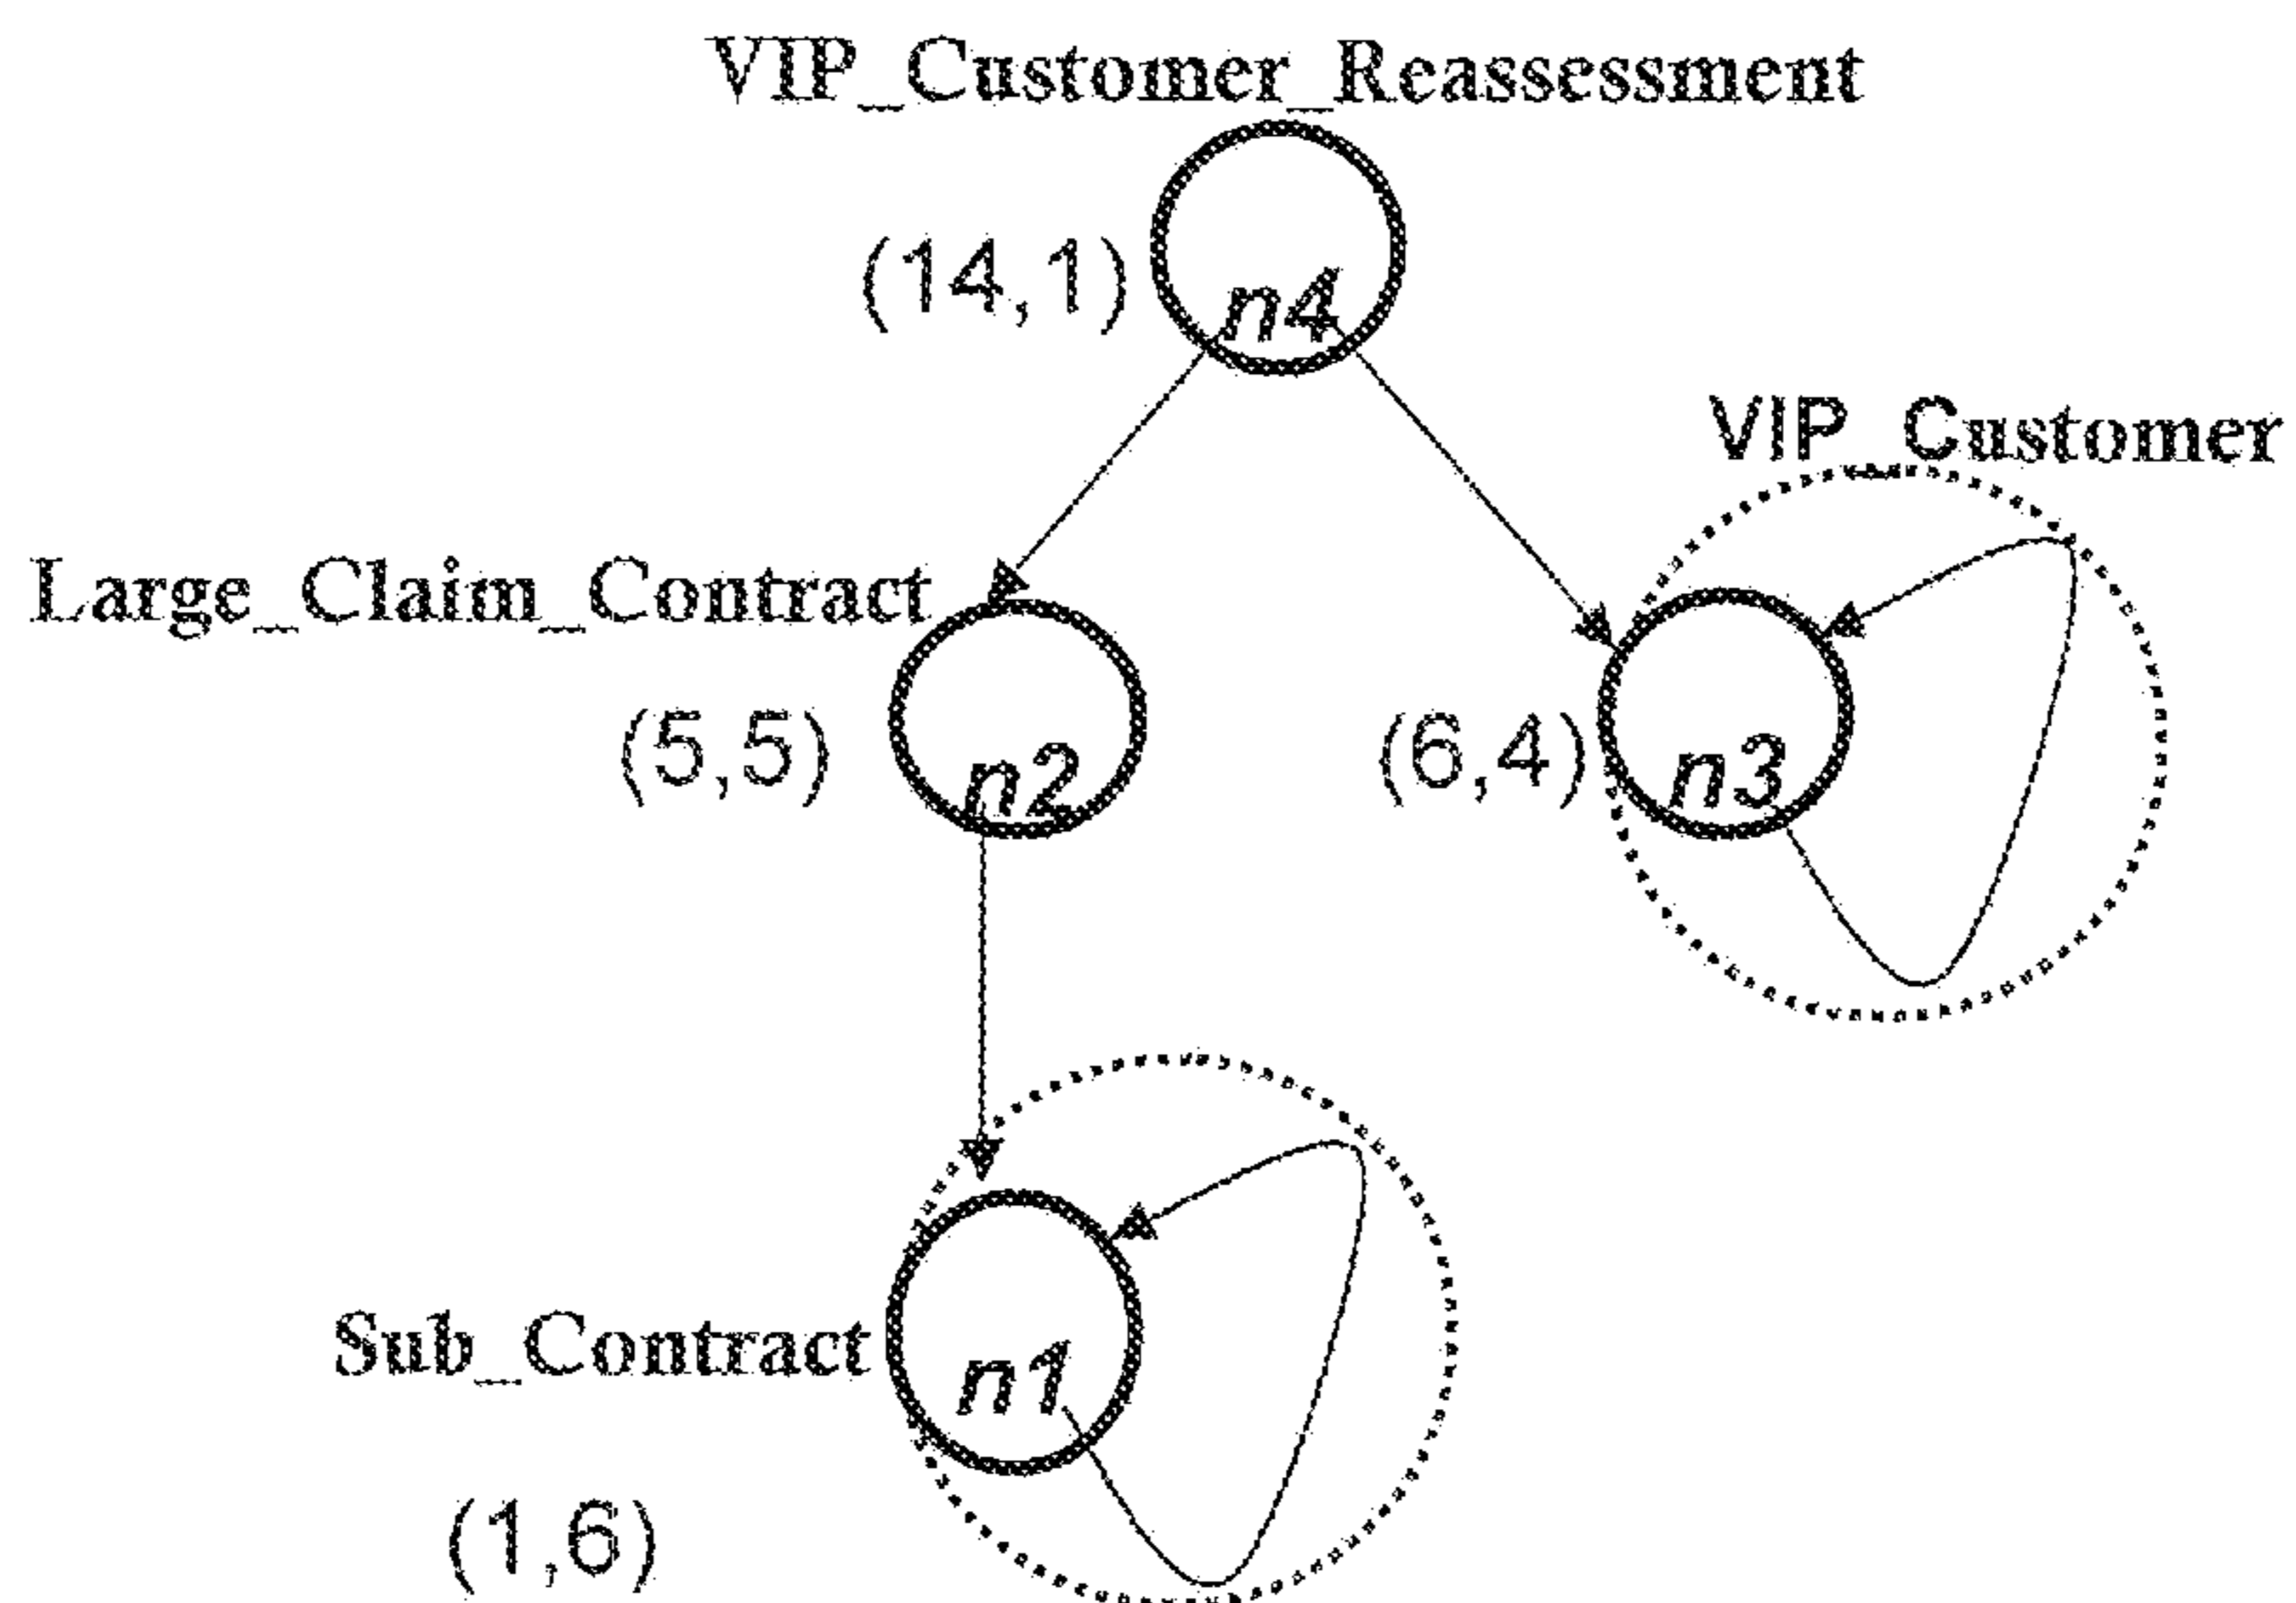 VIP_Customer_Reassessment
(14,1)
n4
VIP_Customer
Large_Claim_Contract
(5,5)
n2
(6,4)
n3
Sub_Contract
n1
(1,6)